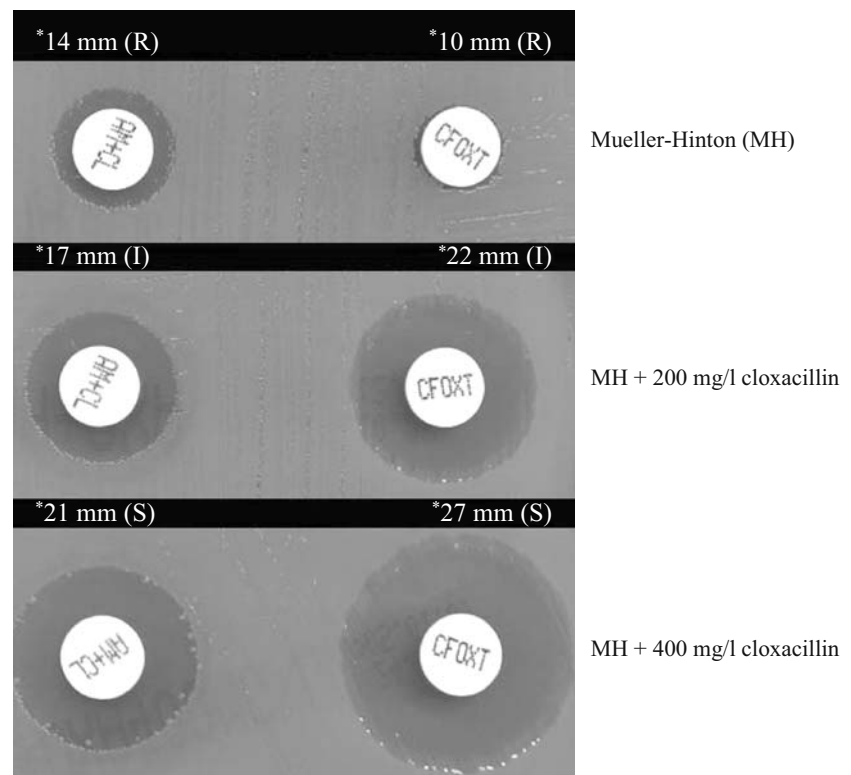 *14 mm (R) *10 mm (R)
AM+CL CFOXT
Mueller-Hinton (MH)
*17 mm (I) *22 mm (I)
AM+CL CFOXT
MH + 200 mg/l cloxacillin
*21 mm (S) *27 mm (S)
AM+CL CFOXT
MH + 400 mg/l cloxacillin